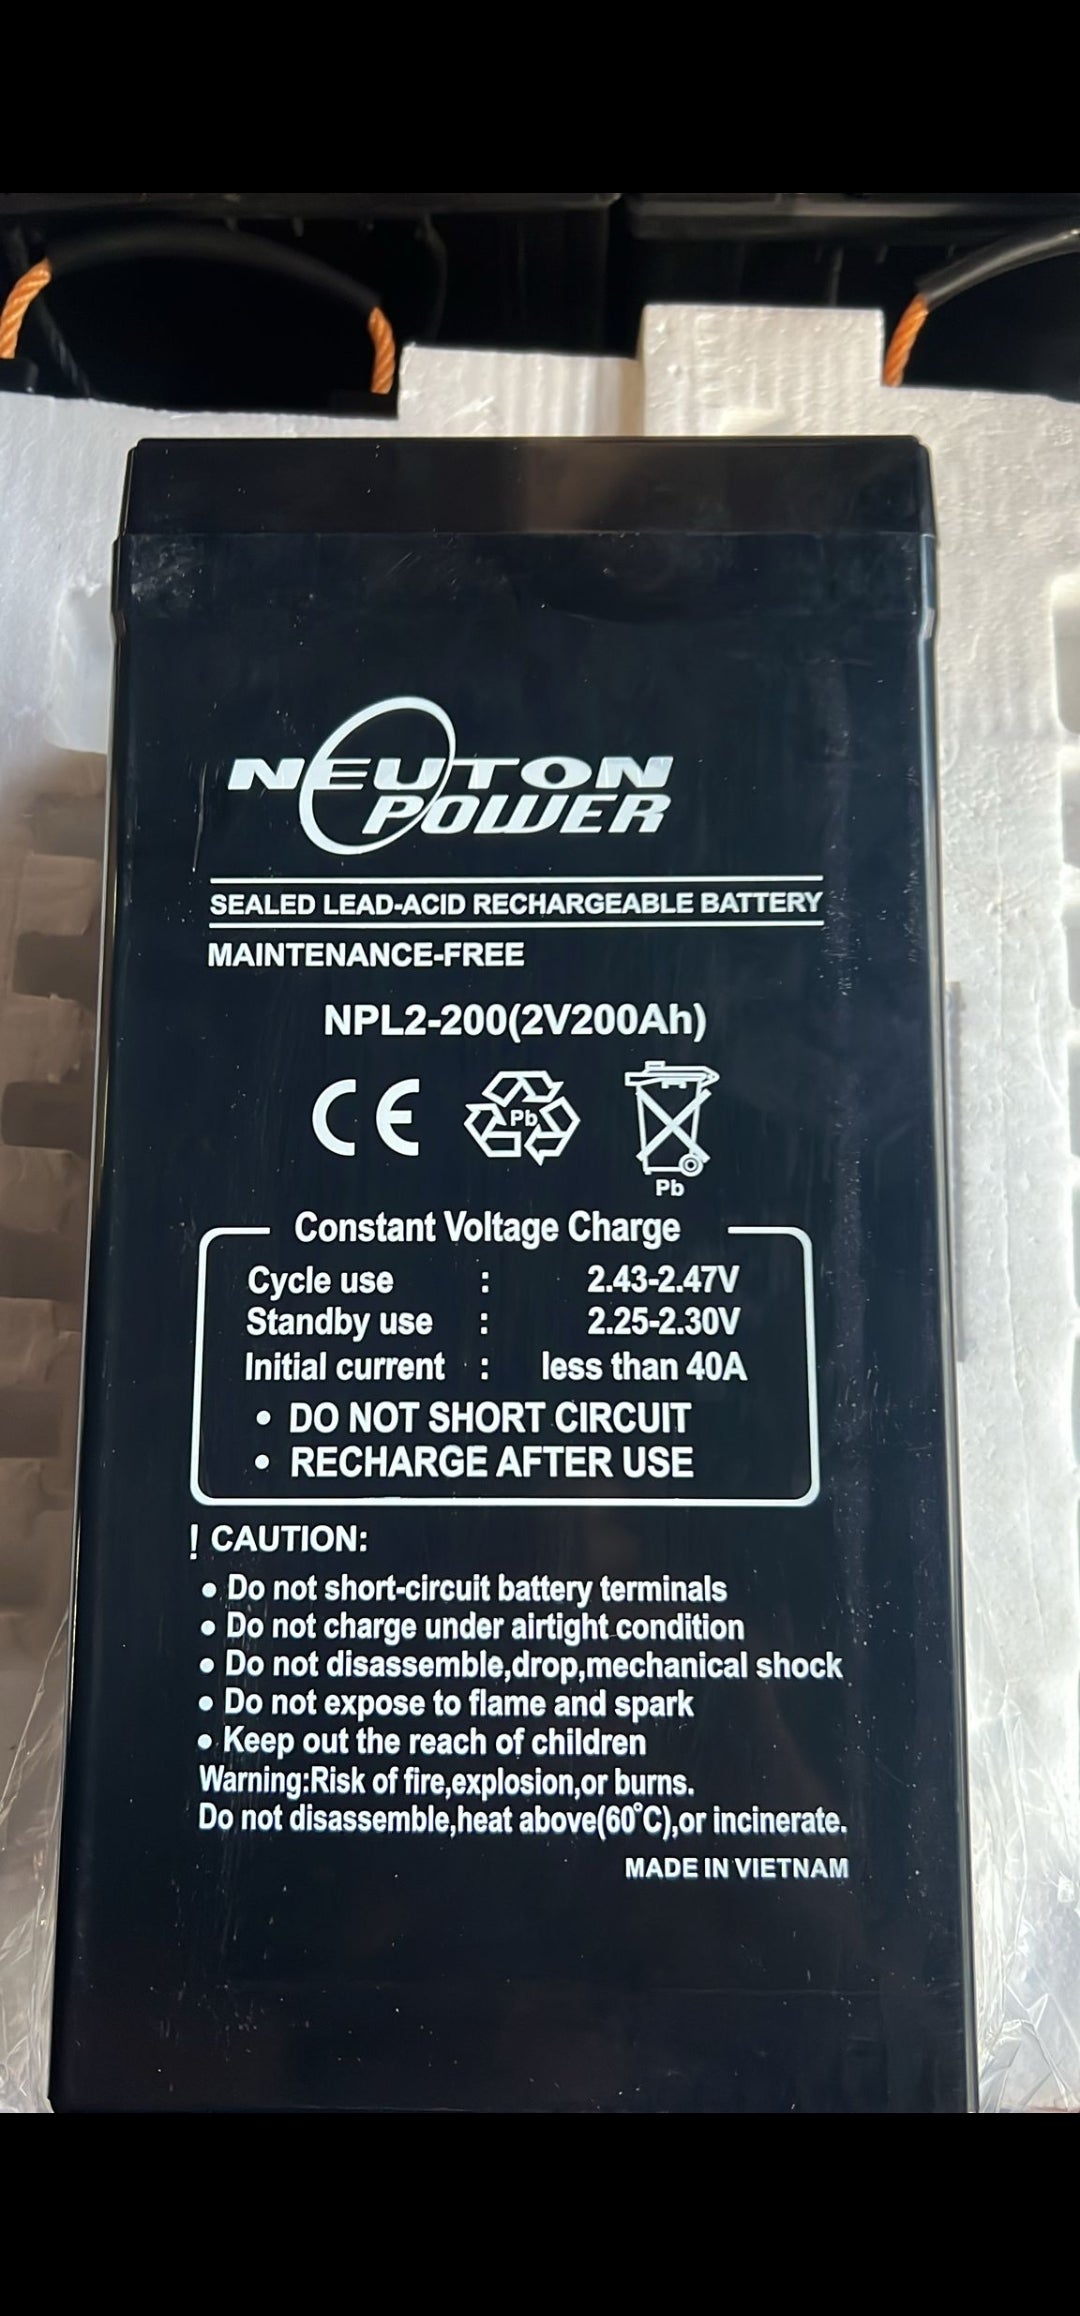 NEUTON
POWER
SEALED LEAD-ACID RECHARGEABLE BATTERY
MAINTENANCE-FREE
NPL2-200(2V200Ah)
CE
Pb
Pb
Constant Voltage Charge
Cycle use : 2.43-2.47V
Standby use : 2.25-2.30V
Initial current : less than 40A
• DO NOT SHORT CIRCUIT
• RECHARGE AFTER USE
! CAUTION:
• Do not short-circuit battery terminals
• Do not charge under airtight condition
• Do not disassemble,drop,mechanical shock
• Do not expose to flame and spark
• Keep out the reach of children
Warning:Risk of fire,explosion,or burns.
Do not disassemble,heat above(60°C),or incinerate.
MADE IN VIETNAM